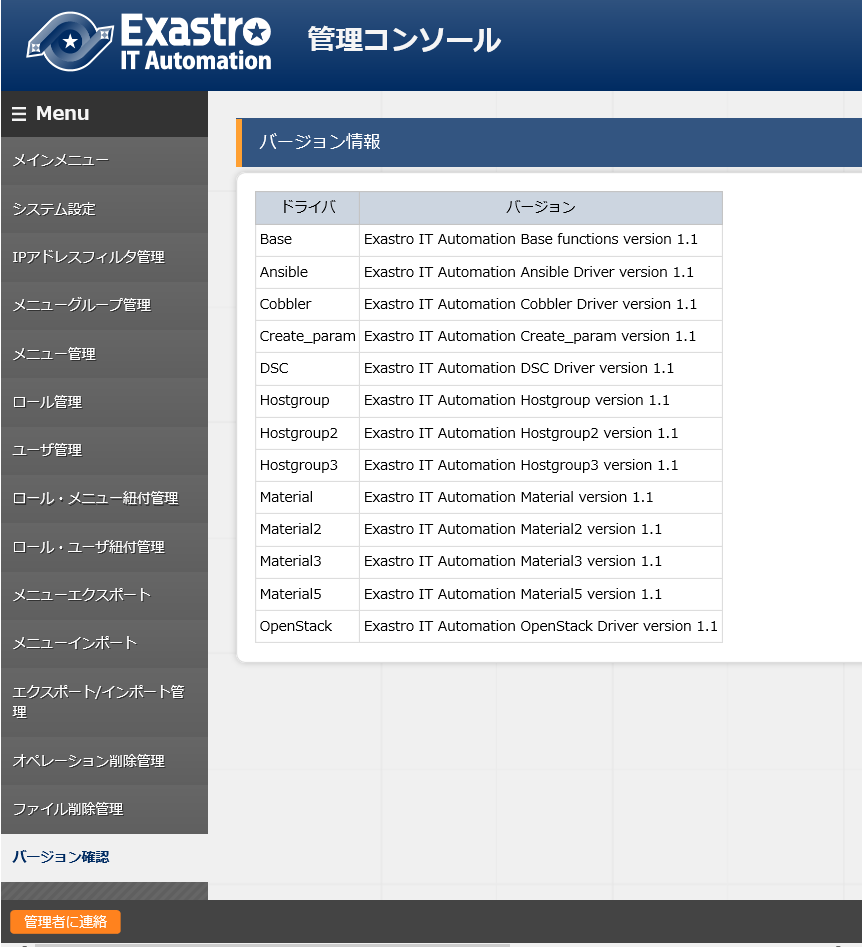 Exastro
IT Automation
管理コンソール
Menu
メインメニュー
システム設定
IPアドレスフィルタ管理
メニューグループ管理
メニュー管理
ロール管理
ユーザ管理
ロール・メニュー紐付管理
ロール・ユーザ紐付管理
メニューエクスポート
メニューインポート
エクスポート/インポート管
理
オペレーション削除管理
ファイル削除管理
バージョン確認
バージョン情報
ドライバ バージョン
Base Exastro IT Automation Base functions version 1.1
Ansible Exastro IT Automation Ansible Driver version 1.1
Cobbler Exastro IT Automation Cobbler Driver version 1.1
Create_param Exastro IT Automation Create_param version 1.1
DSC Exastro IT Automation DSC Driver version 1.1
Hostgroup Exastro IT Automation Hostgroup version 1.1
Hostgroup2 Exastro IT Automation Hostgroup2 version 1.1
Hostgroup3 Exastro IT Automation Hostgroup3 version 1.1
Material Exastro IT Automation Material version 1.1
Material2 Exastro IT Automation Material2 version 1.1
Material3 Exastro IT Automation Material3 version 1.1
Material5 Exastro IT Automation Material5 version 1.1
OpenStack Exastro IT Automation OpenStack Driver version 1.1
管理者に連絡